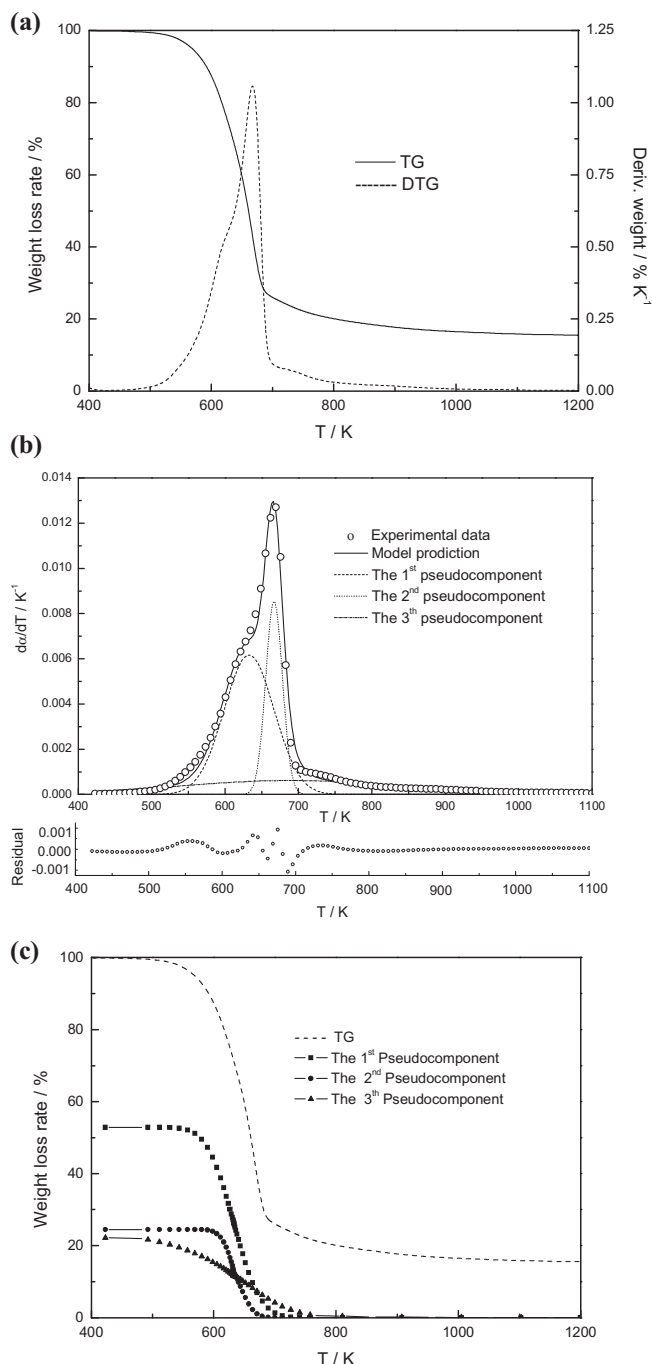 (a)
100
80
60
40
20
0
Weight loss rate / %
1.25
1.00
0.75
0.50
0.25
0.00
Deriv. weight / % K⁻¹
TG
DTG
400 600 800 1000 1200
T / K
(b)
0.014
0.012
0.010
0.008
0.006
0.004
0.002
0.000
dα/dT / K⁻¹
Experimental data
Model prodiction
The 1st pseudocomponent
The 2nd pseudocomponent
The 3th pseudocomponent
400 500 600 700 800 900 1000 1100
T / K
0.001
0.000
-0.001
Residual
400 500 600 700 800 900 1000 1100
T / K
(c)
100
80
60
40
20
0
Weight loss rate / %
TG
The 1st Pseudocomponent
The 2nd Pseudocomponent
The 3th Pseudocomponent
400 600 800 1000 1200
T / K